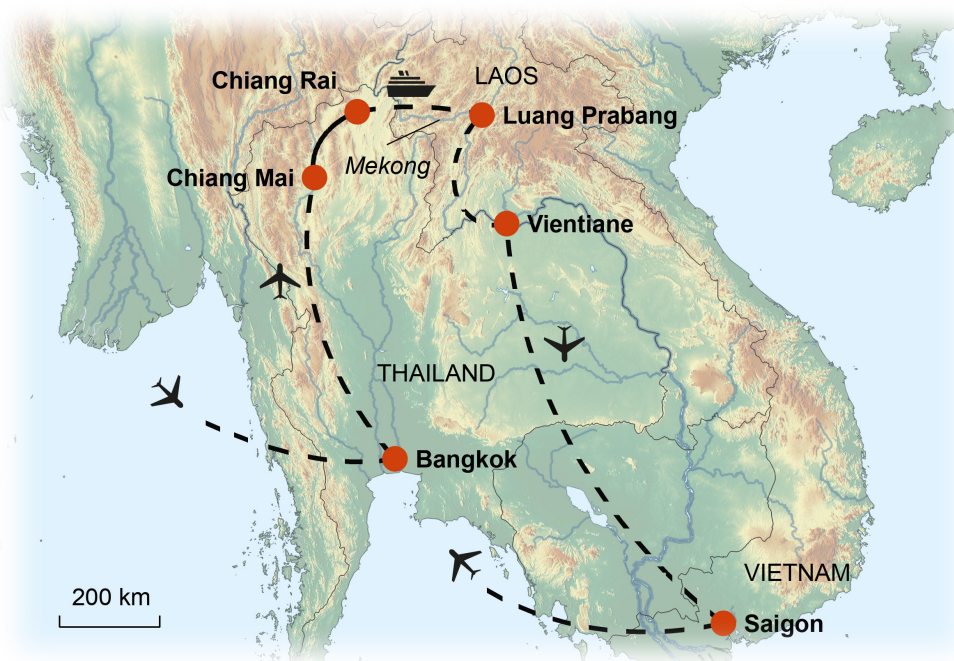 Chiang Rai
LAOS
Luang Prabang
Mekong
Chiang Mai
Vientiane
THAILAND
Bangkok
VIETNAM
200 km
Saigon